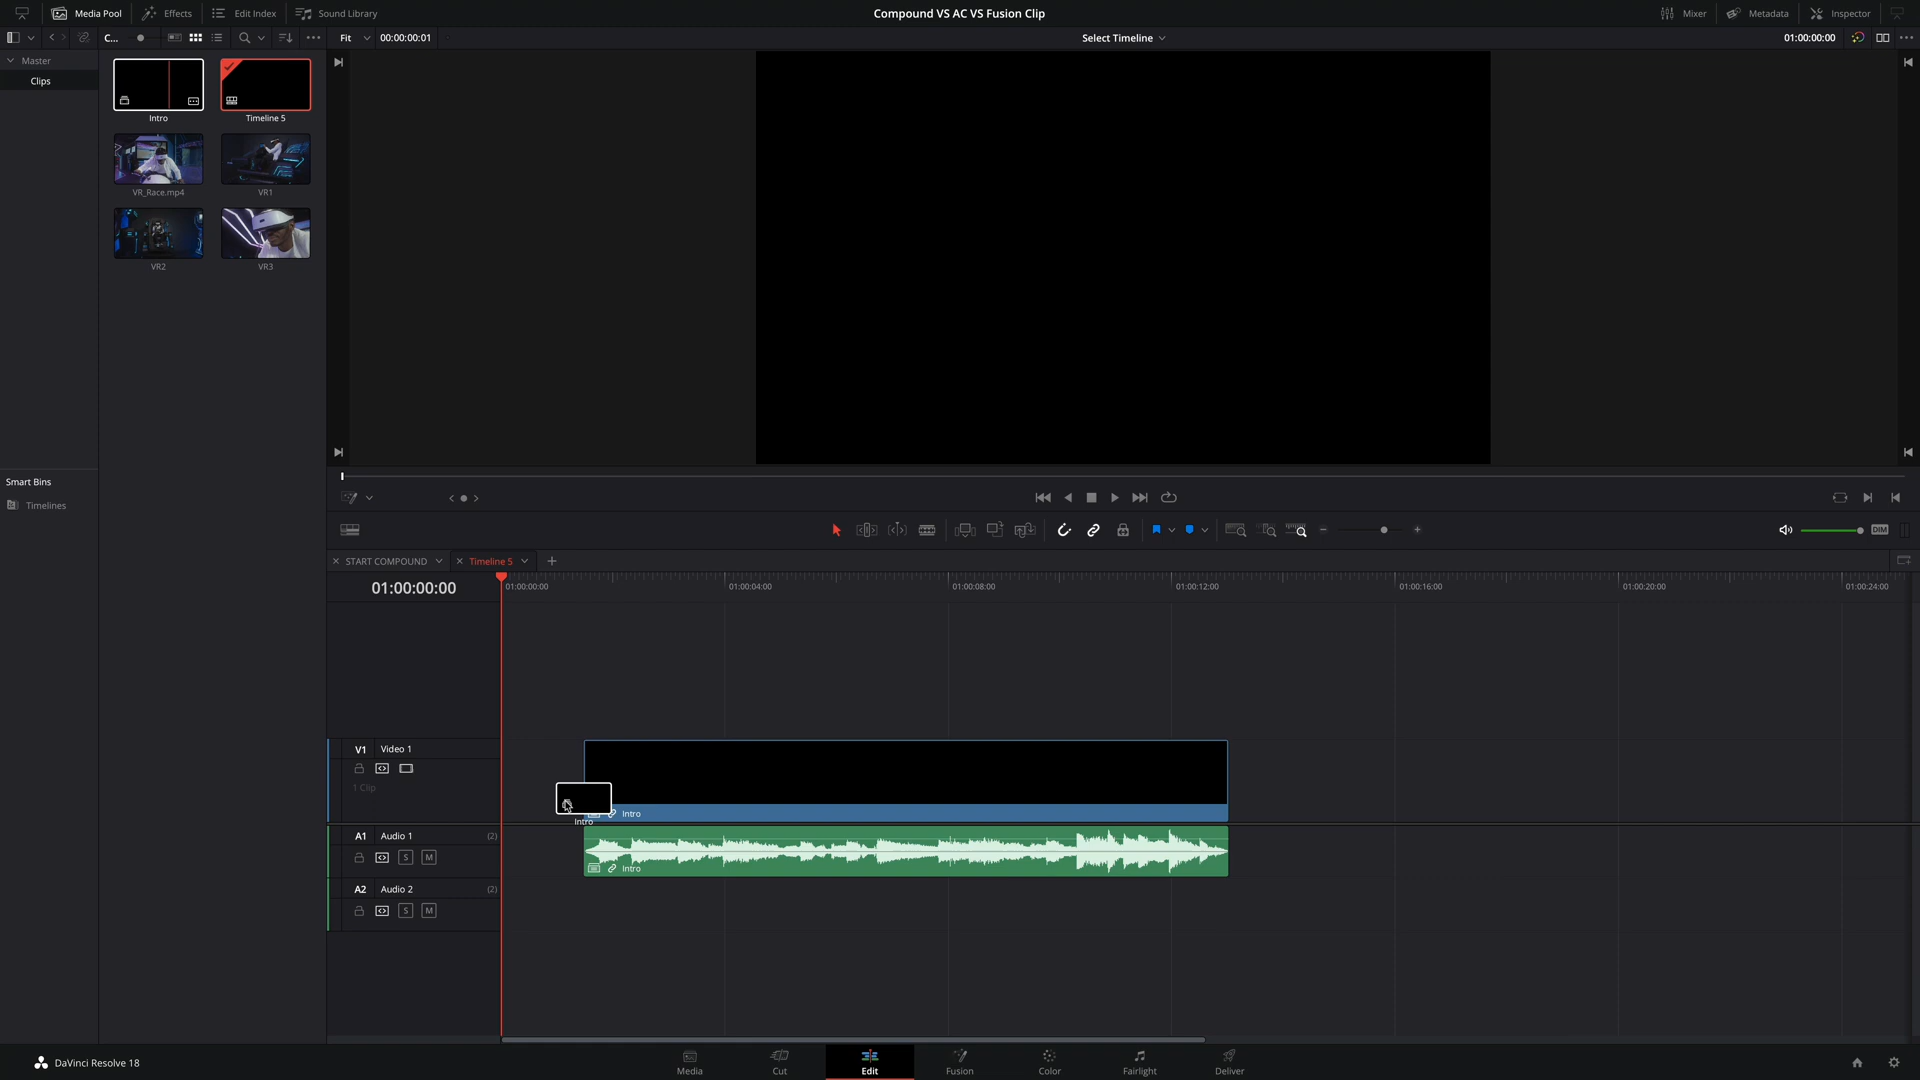 Media Pool
Effects
Edit Index
Sound Library
Compound VS AC VS Fusion Clip
Mixer
Metadata
Inspector
C...
Fit
00:00:00:01
Select Timeline
01:00:00:00
Master
Clips
Intro
Timeline 5
VR_Race.mp4
VR1
VR2
VR3
Smart Bins
Timelines
DIM
START COMPOUND
Timeline 5
01:00:00:00
01:00:00:00
01:00:04:00
01:00:08:00
01:00:12:00
01:00:16:00
01:00:20:00
01:00:24:00
V1
Video 1
1 Clip
Intro
Intro
A1
Audio 1
(2)
S
M
Intro
A2
Audio 2
(2)
S
M
DaVinci Resolve 18
Media
Cut
Edit
Fusion
Color
Fairlight
Deliver